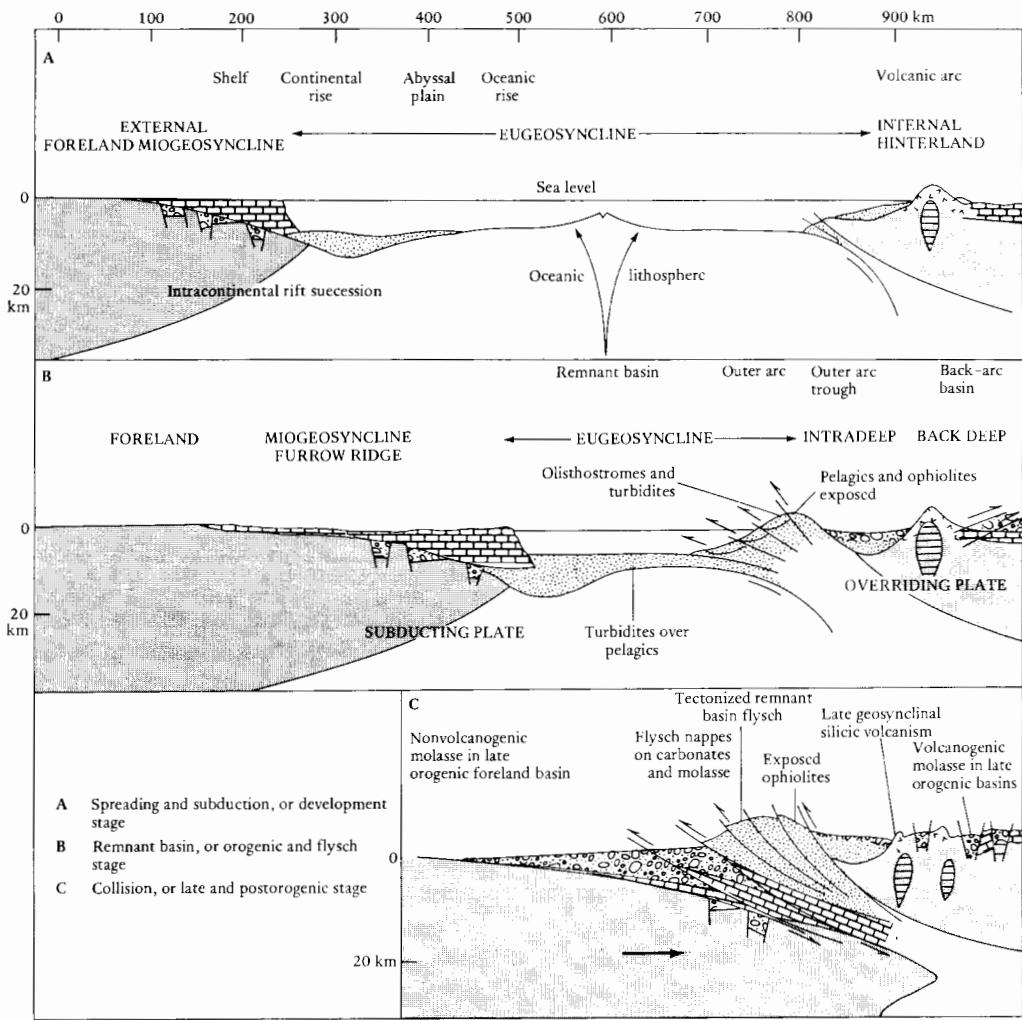 0 100 200 300 400 500 600 700 800 900 km
A
Shelf
Continental
rise
Abyssal
plain
Oceanic
rise
Volcanic arc
EXTERNAL
FORELAND MIOGEOSYNCLINE
EUGEOSYNCLINE
INTERNAL
HINTERLAND
0
Sea level
Intracontinental rift succession
Oceanic
lithosphere
20
km
B
Remnant basin
Outer arc
Outer arc
trough
Back-arc
basin
FORELAND
MIOGEOSYNCLINE
FURROW RIDGE
EUGEOSYNCLINE
INTRADEEP
BACK DEEP
Olisthostromes and
turbidites
Pelagics and ophiolites
exposed
0
OVERRIDING PLATE
20
km
SUBDUCTING PLATE
Turbidites over
pelagics
C
Nonvolcanogenic
molasse in late
orogenic foreland basin
Tectonized remnant
basin flysch
Flysch nappes
on carbonates
and molasse
Exposed
ophiolites
Late geosynclinal
silicic volcanism
Volcanogenic
molasse in late
orogenic basins
A Spreading and subduction, or development
stage
B Remnant basin, or orogenic and flysch
stage
C Collision, or late and postorogenic stage
0
20 km